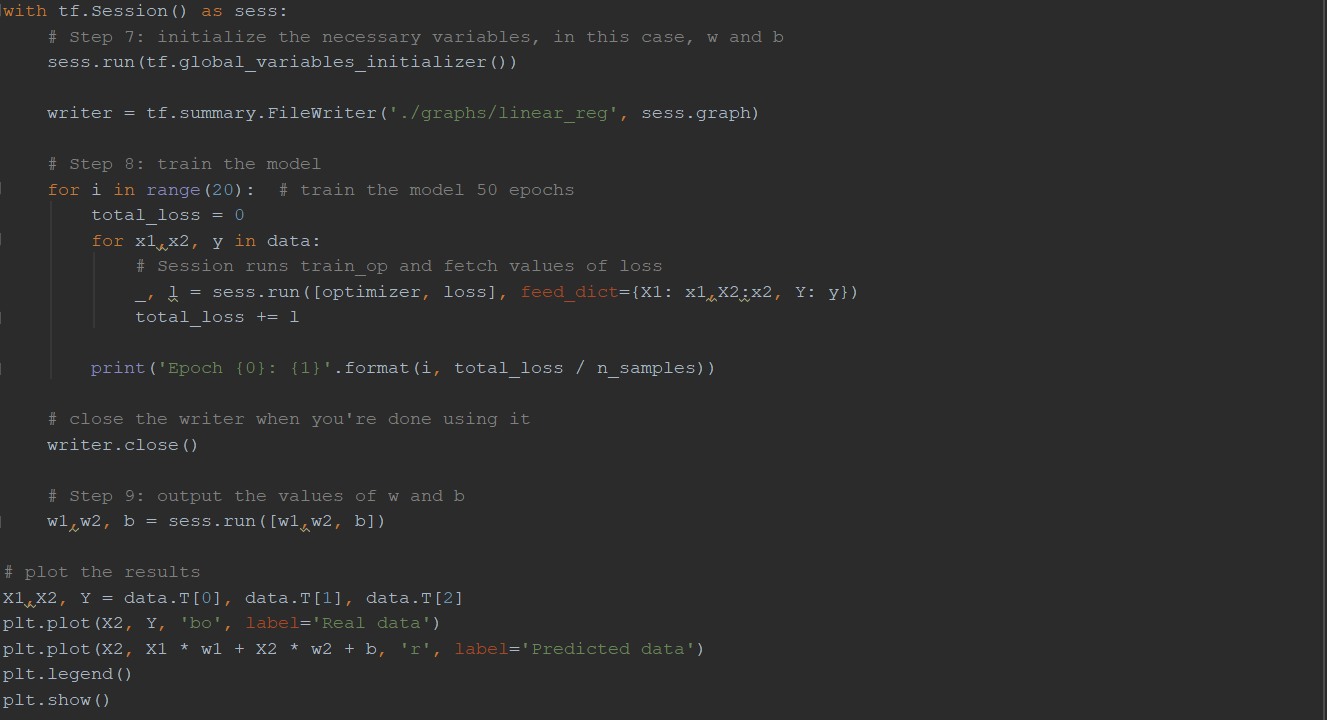 with tf.Session() as sess:
    # Step 7: initialize the necessary variables, in this case, w and b
    sess.run(tf.global_variables_initializer())

    writer = tf.summary.FileWriter('./graphs/linear_reg', sess.graph)

    # Step 8: train the model
    for i in range(20):  # train the model 50 epochs
        total_loss = 0
        for x1,x2, y in data:
            # Session runs train_op and fetch values of loss
            _, l = sess.run([optimizer, loss], feed_dict={X1: x1,X2:x2, Y: y})
            total_loss += l

        print('Epoch {0}: {1}'.format(i, total_loss / n_samples))

    # close the writer when you're done using it
    writer.close()

    # Step 9: output the values of w and b
    w1,w2, b = sess.run([w1,w2, b])

# plot the results
X1,X2, Y = data.T[0], data.T[1], data.T[2]
plt.plot(X2, Y, 'bo', label='Real data')
plt.plot(X2, X1 * w1 + X2 * w2 + b, 'r', label='Predicted data')
plt.legend()
plt.show()